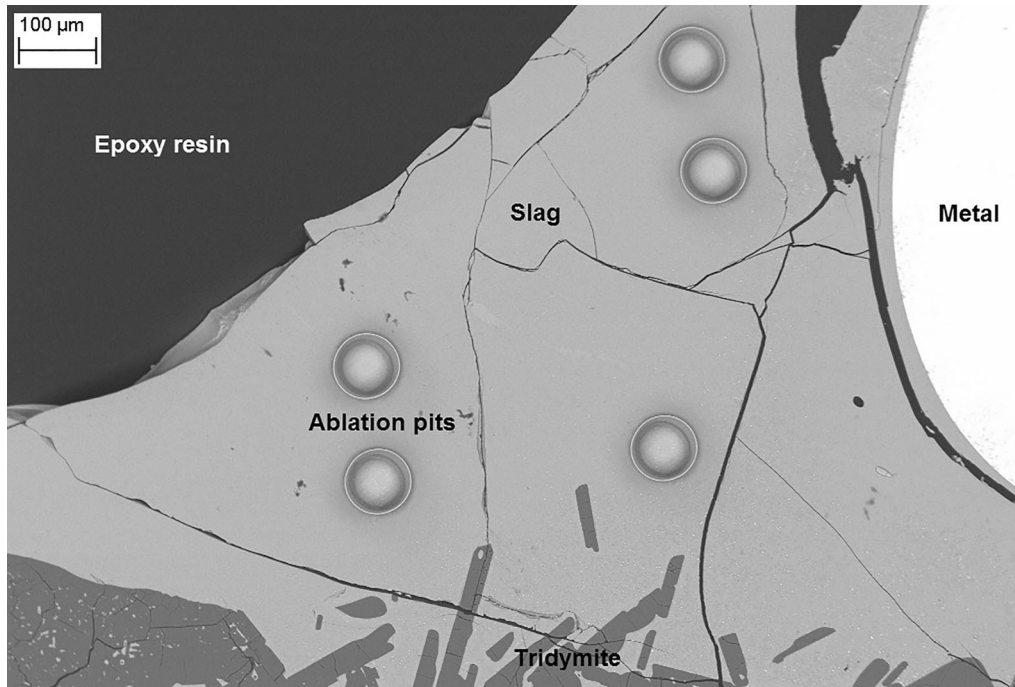 100 µm
Epoxy resin
Slag
Metal
Ablation pits
Tridymite